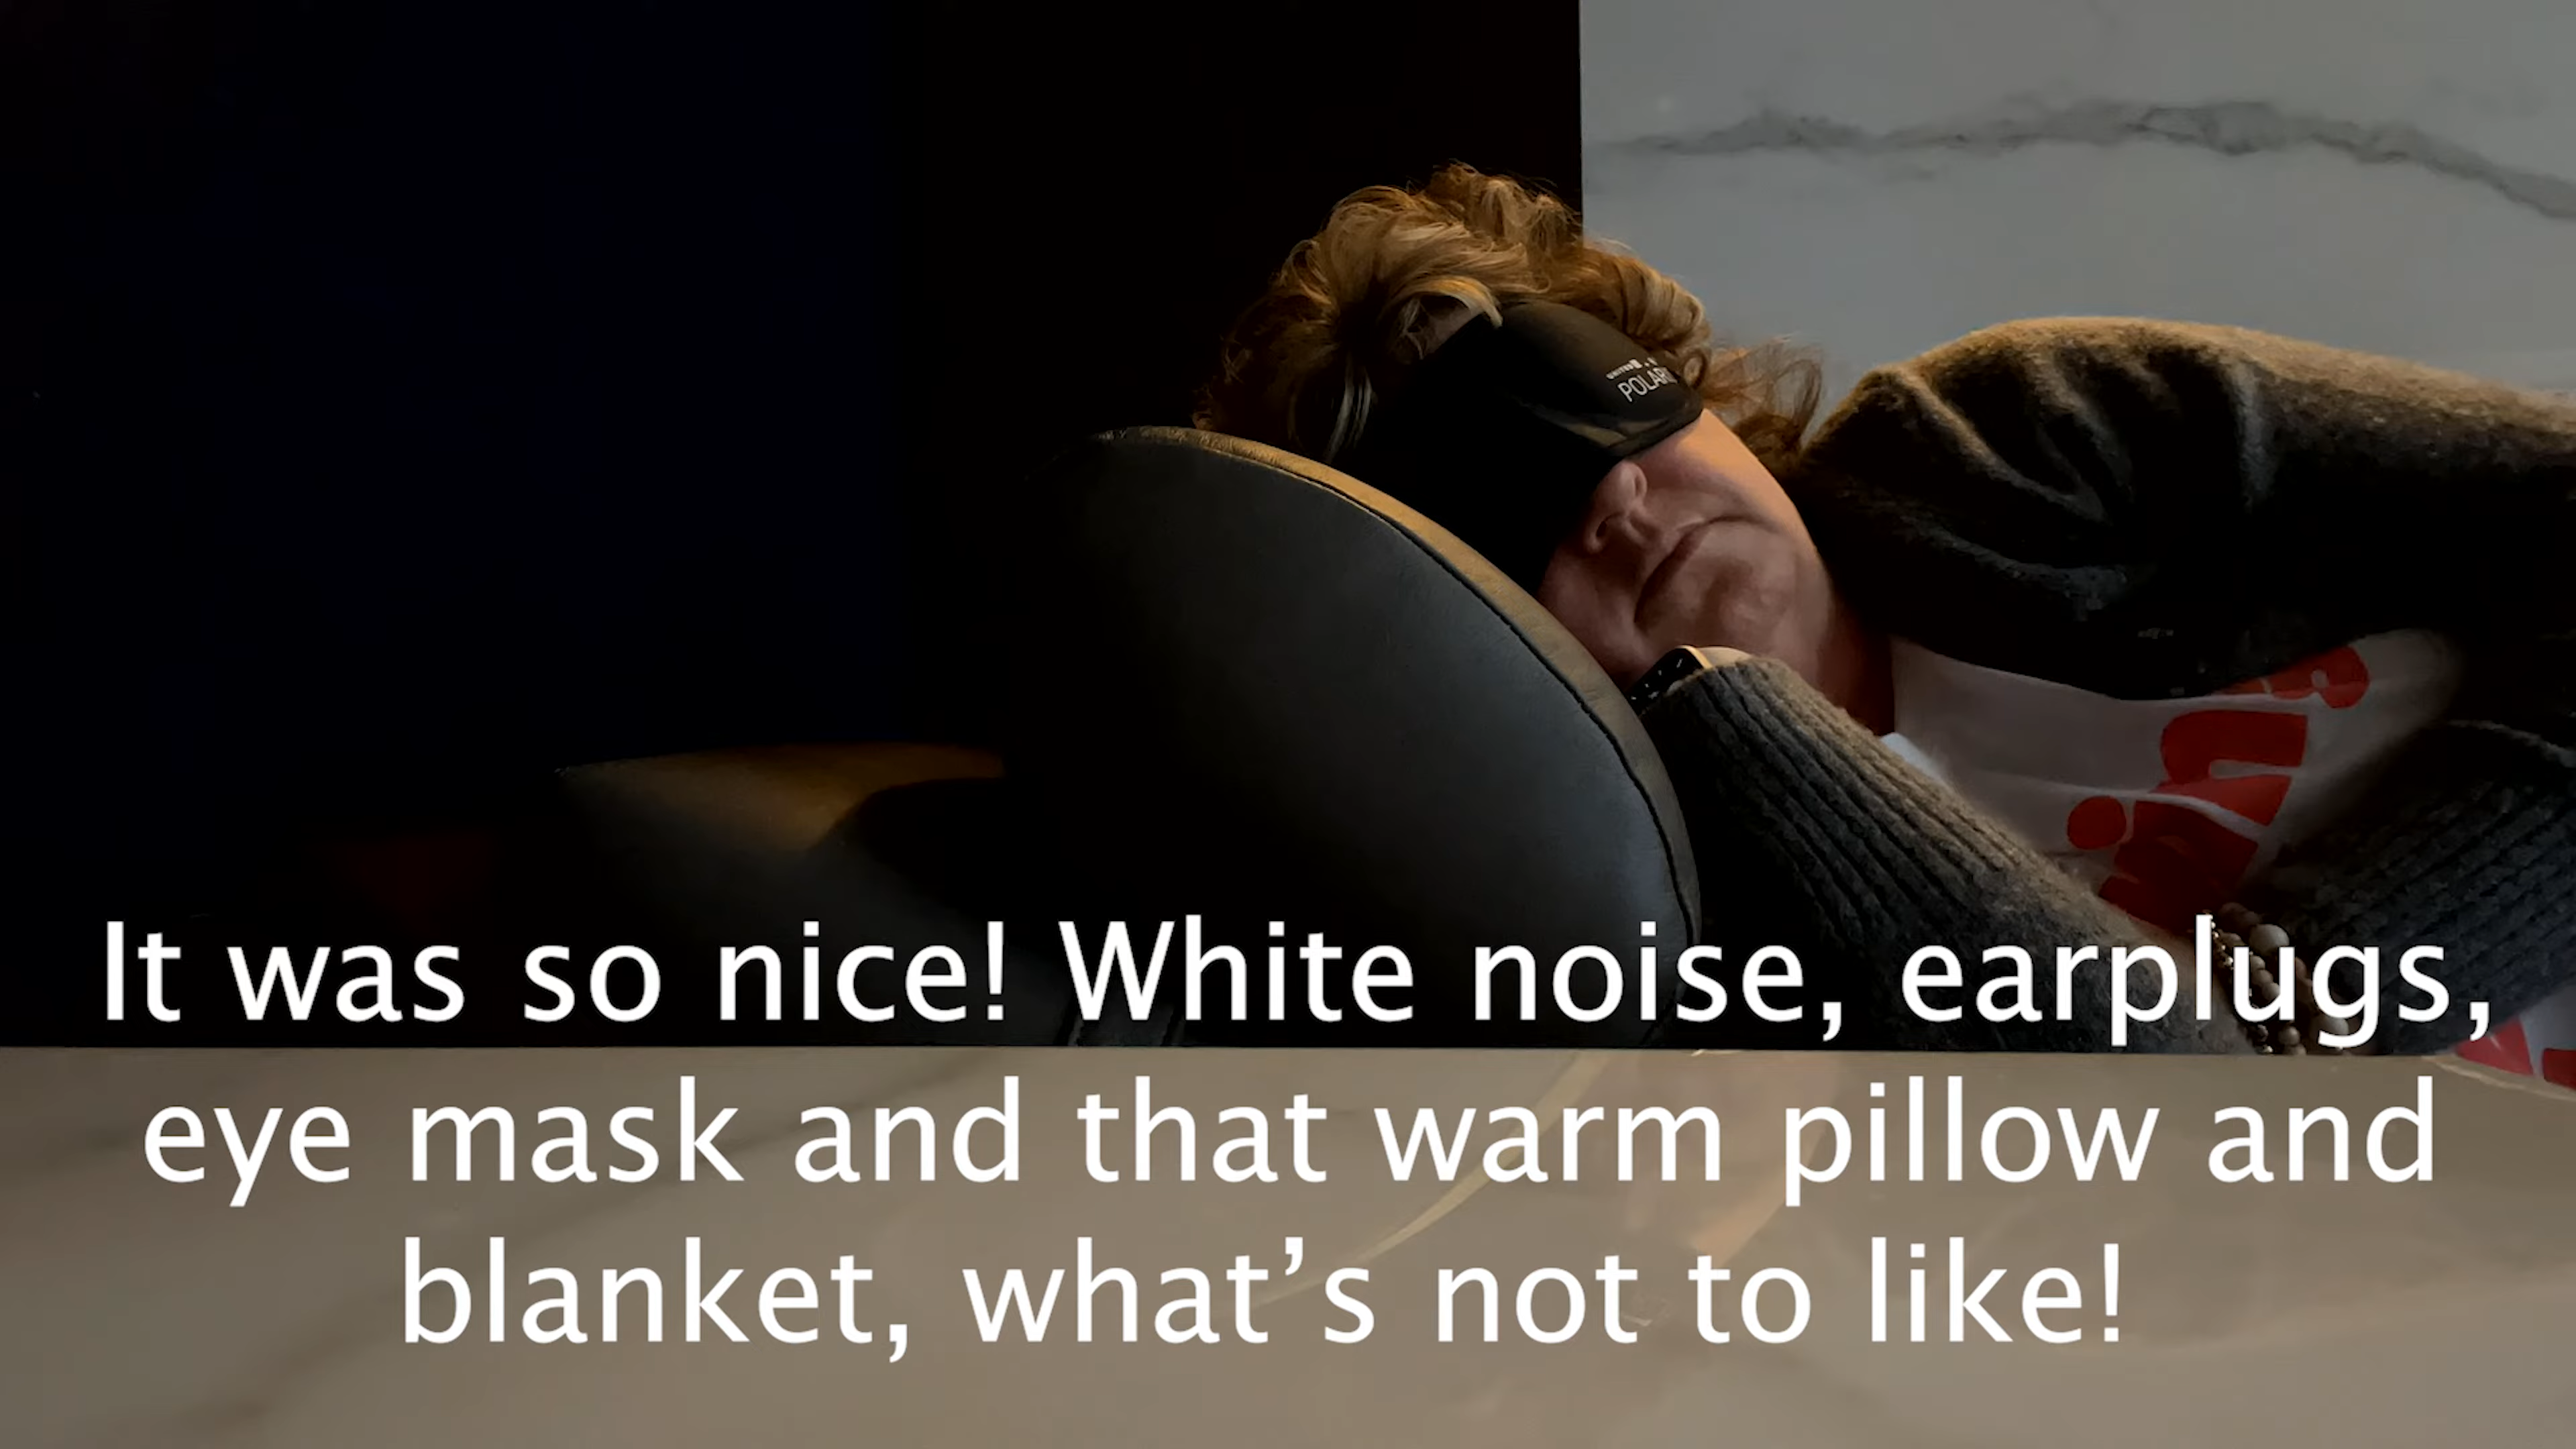 UNITED
POLARIS
It was so nice! White noise, earplugs,
eye mask and that warm pillow and
blanket, what’s not to like!